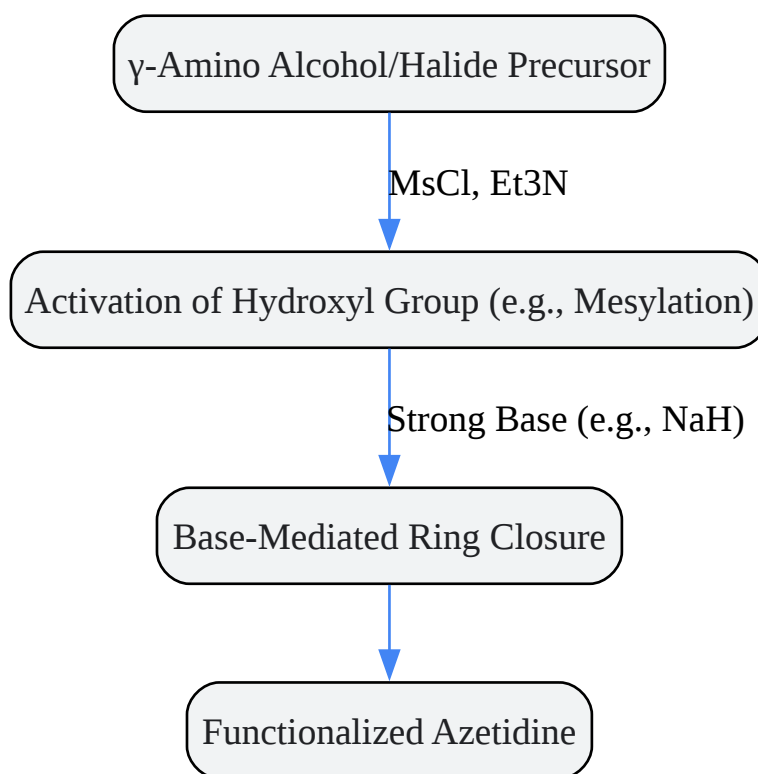 γ-Amino Alcohol/Halide Precursor
MsCl, Et3N
Activation of Hydroxyl Group (e.g., Mesylation)
Strong Base (e.g., NaH)
Base-Mediated Ring Closure
Functionalized Azetidine